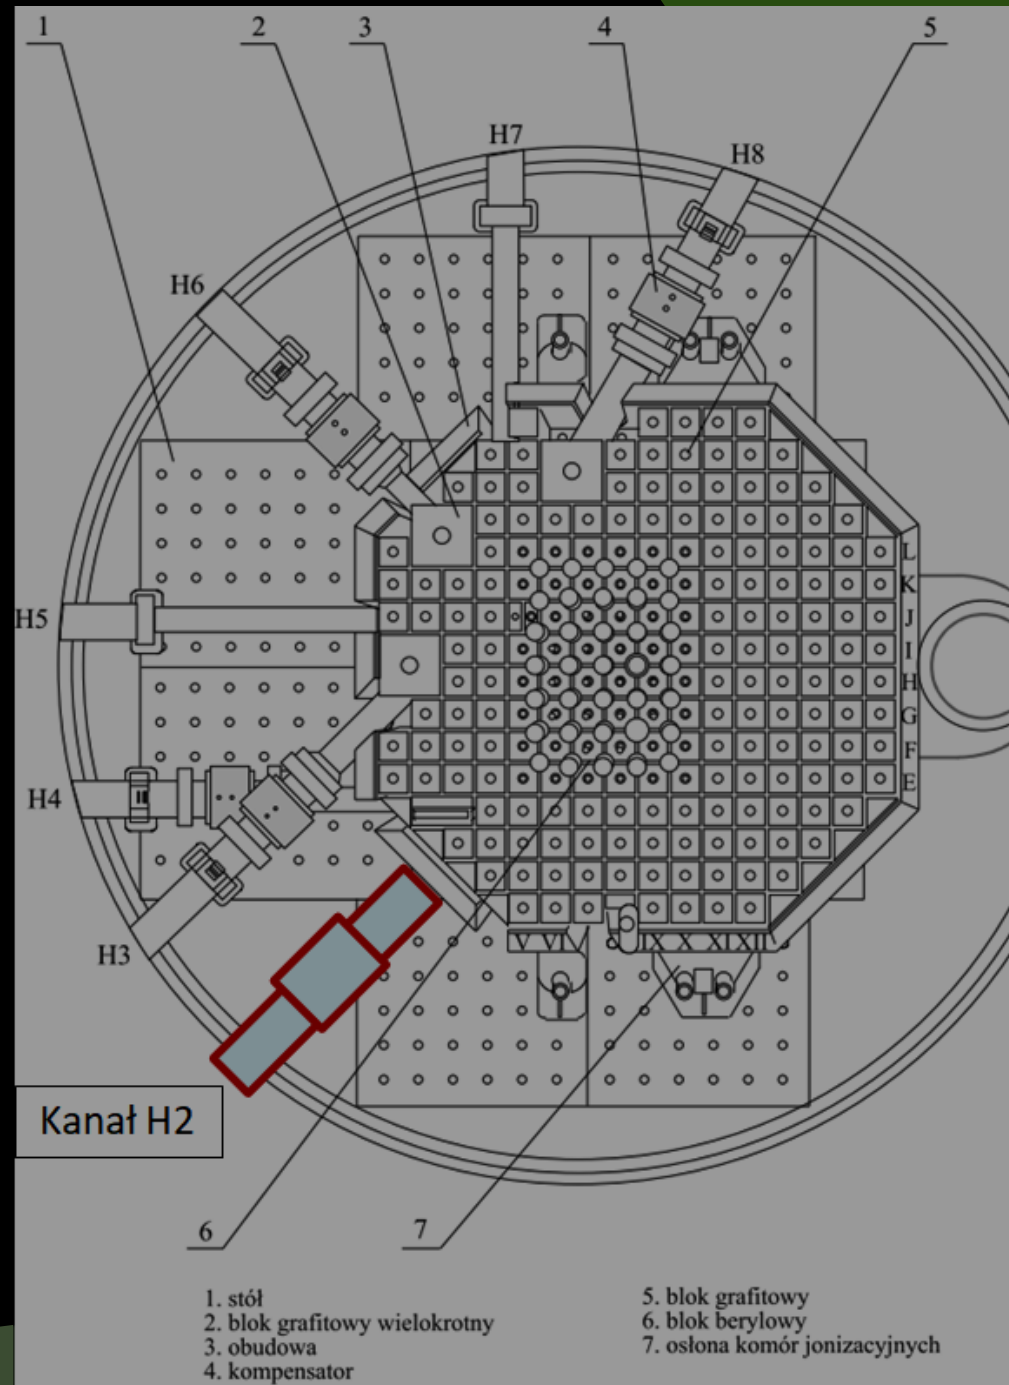 1 2 3 4 5
H7
H8
H6
L
K
H5
J
I
H
G
F
H4
E
H3
V VI V IX X XI XII
Kanał H2
6 7
1. stół
2. blok grafitowy wielokrotny
3. obudowa
4. kompensator
5. blok grafitowy
6. blok berylowy
7. osłona komór jonizacyjnych